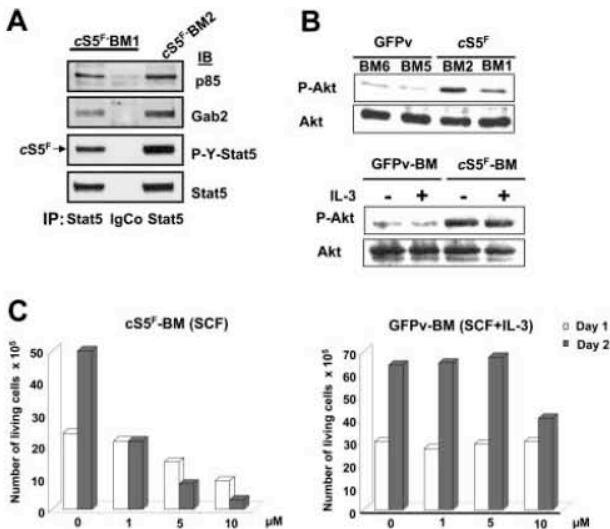 A
cS5F-BM1
cS5F-BM2
IB
p85
Gab2
cS5F
P-Y-Stat5
Stat5
IP: Stat5 IgCo Stat5
B
GFPv cS5F
BM6 BM5 BM2 BM1
P-Akt
Akt
GFPv-BM cS5F-BM
IL-3 - + - +
P-Akt
Akt
C
cS5F-BM (SCF)
Number of living cells x 105
50
40
30
20
10
0
0 1 5 10 µM
GFPv-BM (SCF+IL-3)
Day 1
Day 2
Number of living cells x 105
70
60
50
40
30
20
10
0
0 1 5 10 µM